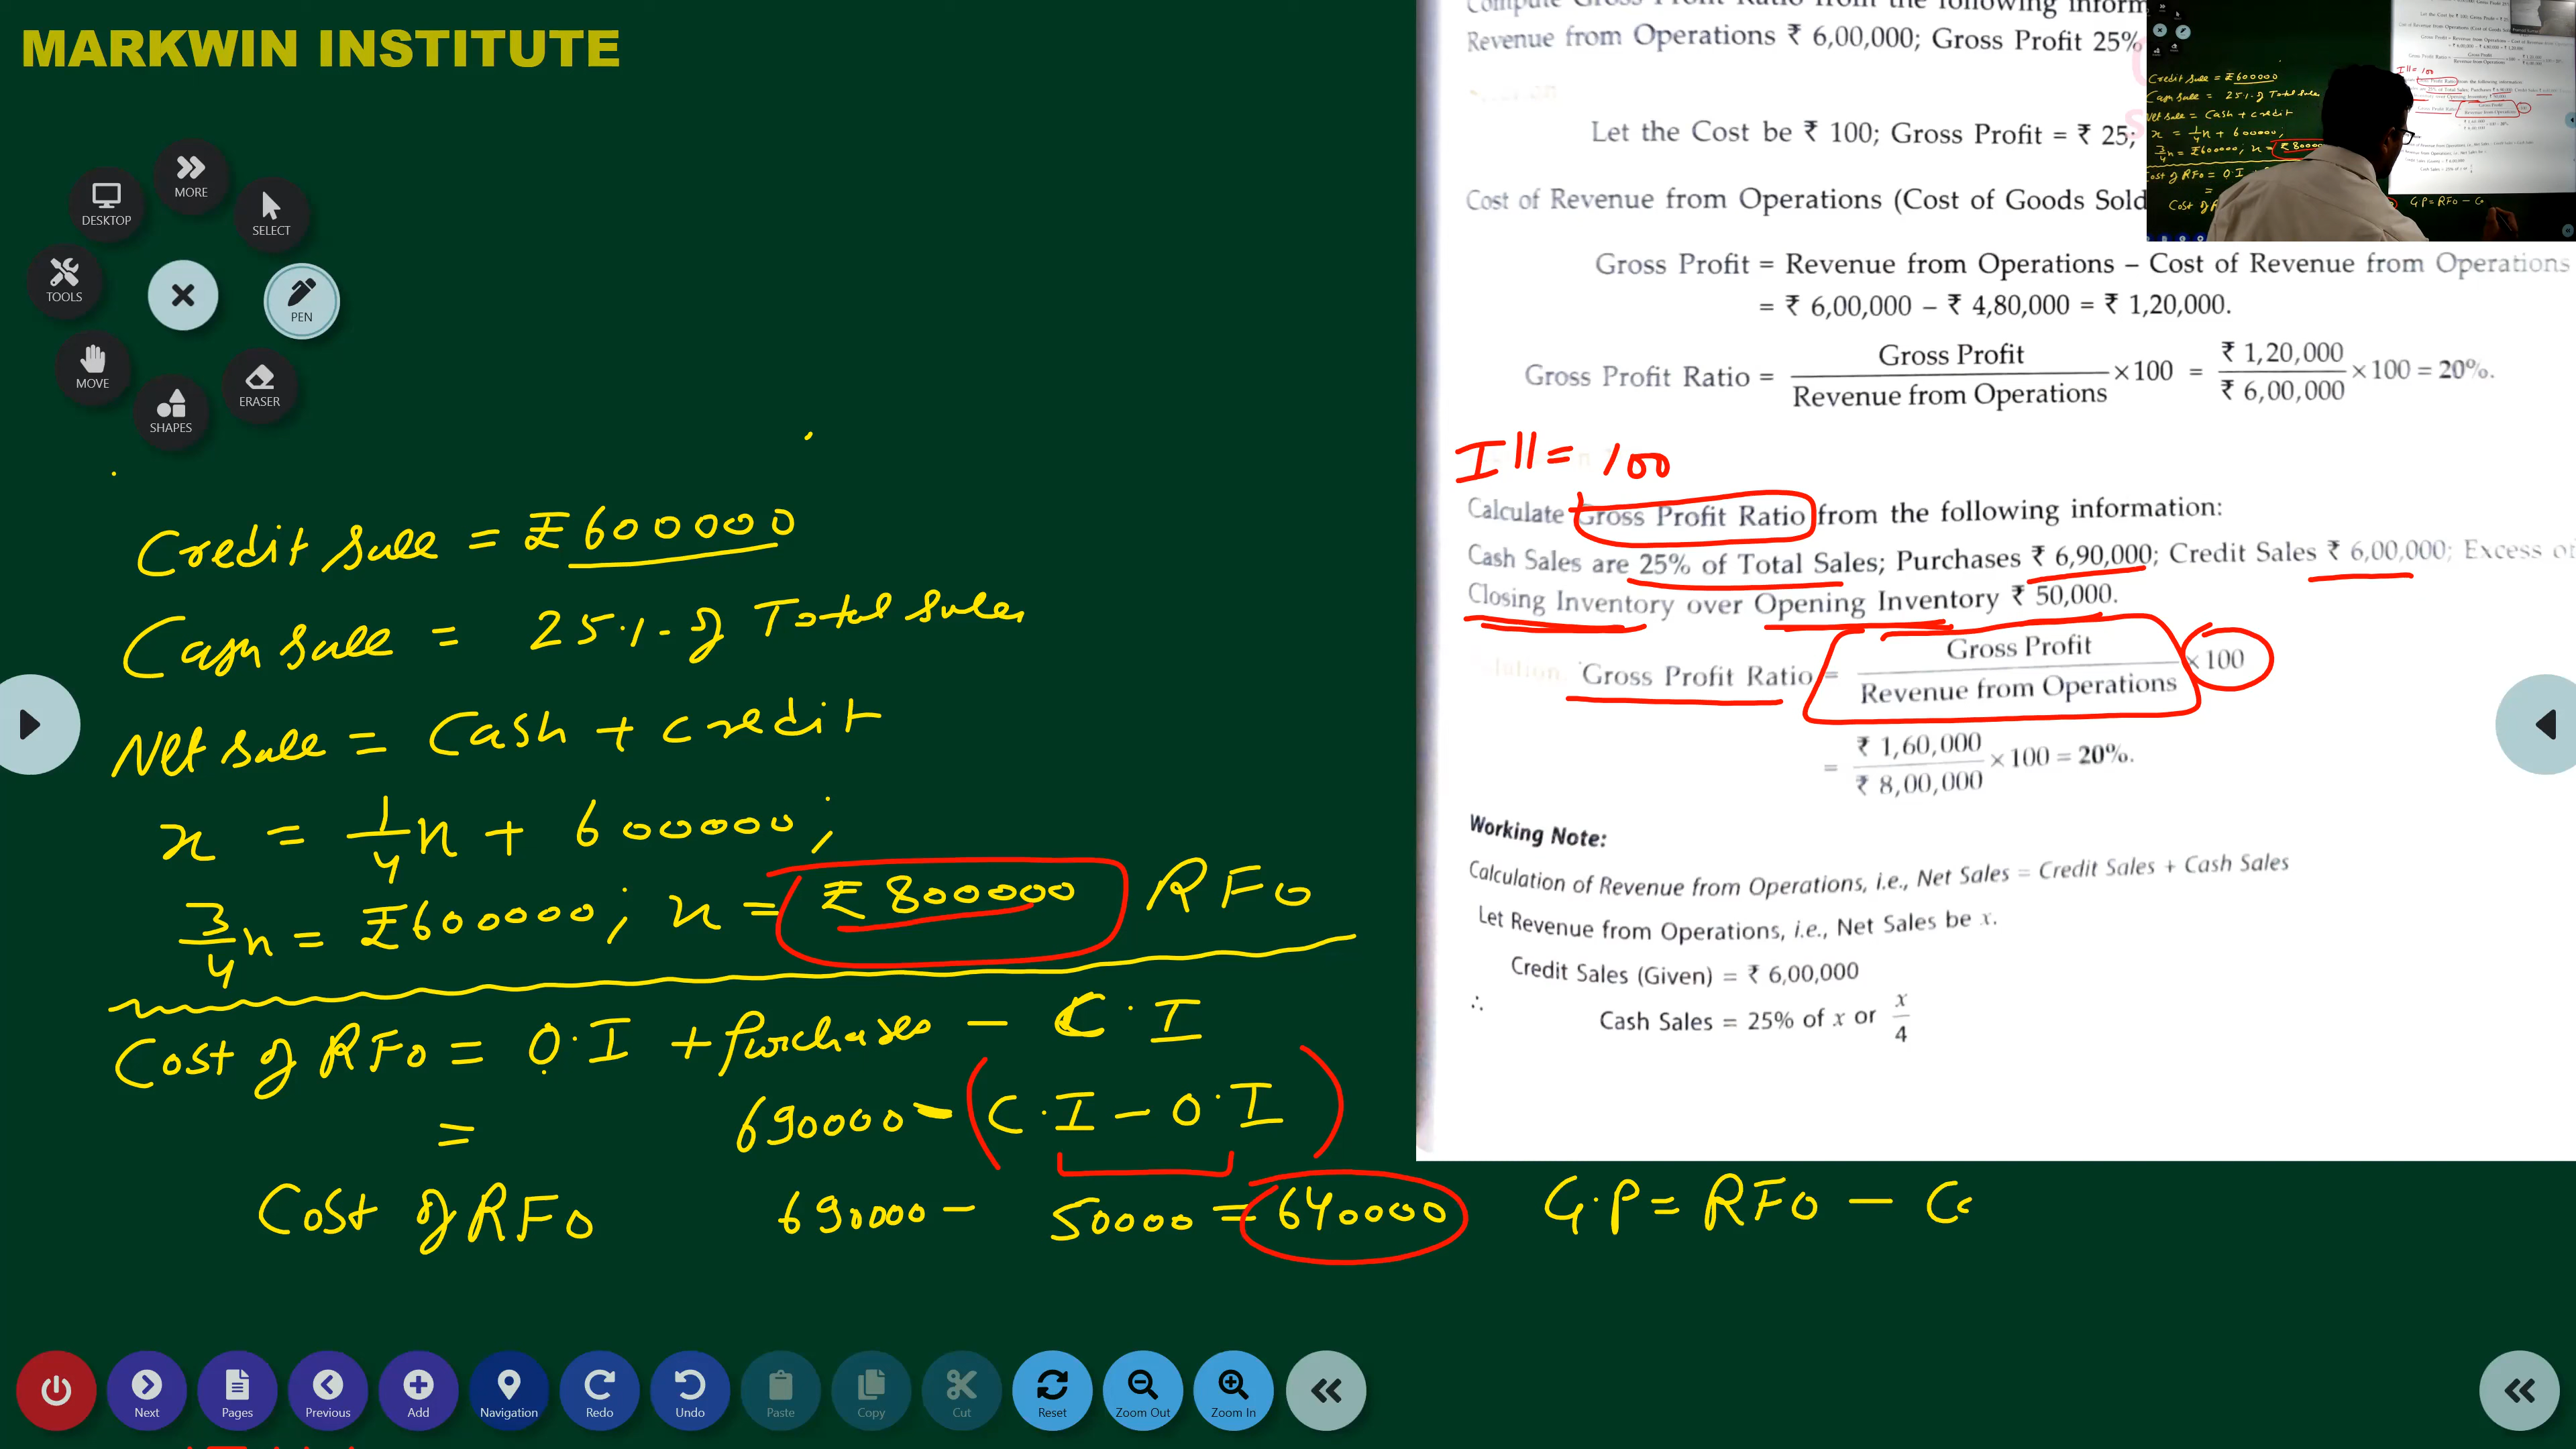 MARKWIN INSTITUTE
MORE
DESKTOP
SELECT
TOOLS
PEN
MOVE
ERASER
SHAPES
Credit Sale = ₹600000
Cash Sale = 25% of Total Sales
Net Sale = Cash + Credit
x = 1/4 x + 600000;
3/4 x = ₹600000; x = ₹800000 RFO
Cost of RFO = O.I + Purchases - C.I
= 690000 - (C.I - O.I)
Cost of RFO 690000 - 50000 = 640000
G.P = RFO - Co
Revenue from Operations ₹ 6,00,000; Gross Profit 25%
Let the Cost be ₹ 100; Gross Profit = ₹ 25;
Cost of Revenue from Operations (Cost of Goods Sold
Gross Profit = Revenue from Operations – Cost of Revenue from Operations
= ₹ 6,00,000 – ₹ 4,80,000 = ₹ 1,20,000.
Gross Profit Ratio = Gross Profit / Revenue from Operations ×100 = ₹ 1,20,000 / ₹ 6,00,000 ×100 = 20%.
Ill = 100
Calculate Gross Profit Ratio from the following information:
Cash Sales are 25% of Total Sales; Purchases ₹ 6,90,000; Credit Sales ₹ 6,00,000; Excess of
Closing Inventory over Opening Inventory ₹ 50,000.
Gross Profit Ratio = Gross Profit / Revenue from Operations × 100
= ₹ 1,60,000 / ₹ 8,00,000 × 100 = 20%.
Working Note:
Calculation of Revenue from Operations, i.e., Net Sales = Credit Sales + Cash Sales
Let Revenue from Operations, i.e., Net Sales be x.
Credit Sales (Given) = ₹ 6,00,000
∴ Cash Sales = 25% of x or x/4
Next
Pages
Previous
Add
Navigation
Redo
Undo
Paste
Copy
Cut
Reset
Zoom Out
Zoom In